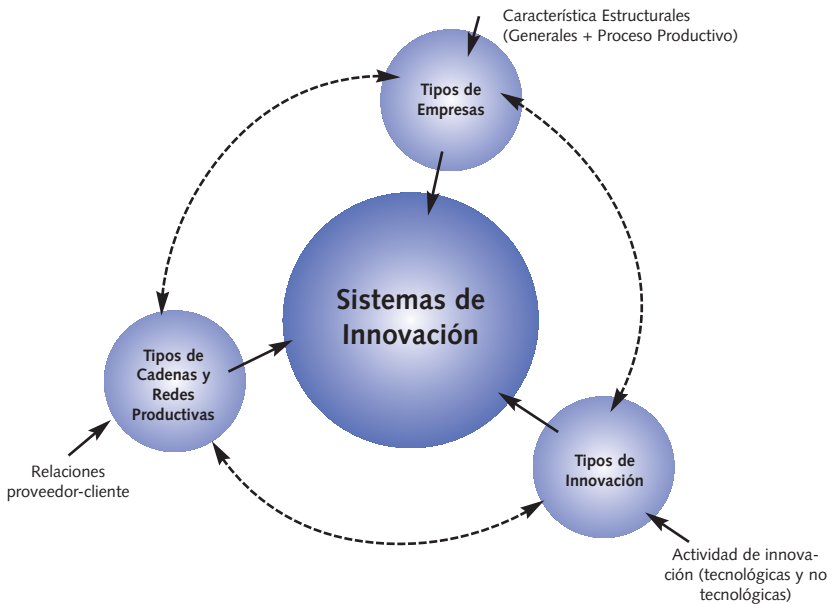 Característica Estructurales
(Generales + Proceso Productivo)
Tipos de
Empresas
Sistemas de
Innovación
Tipos de
Cadenas y
Redes
Productivas
Relaciones
proveedor-cliente
Tipos de
Innovación
Actividad de innova-
ción (tecnológicas y no
tecnológicas)